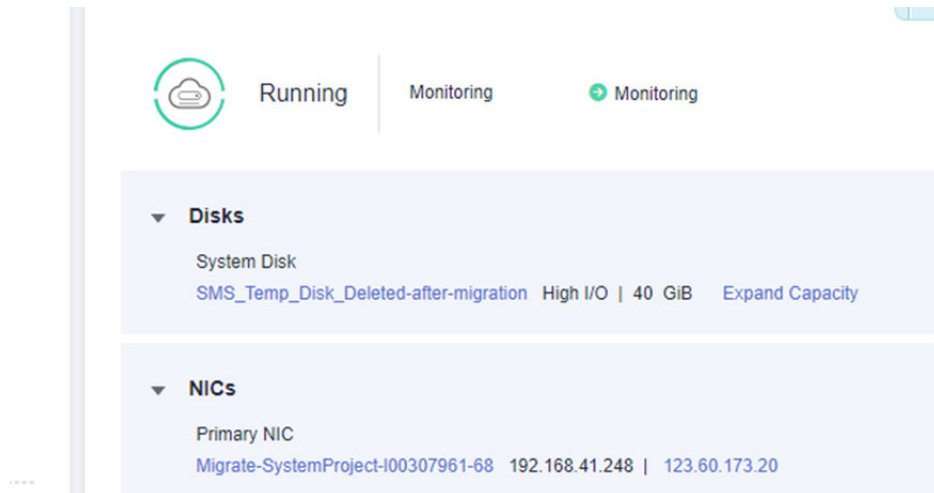 Running
Monitoring
Monitoring
Disks
System Disk
SMS_Temp_Disk_Deleted-after-migration High I/O | 40 GiB Expand Capacity
NICs
Primary NIC
Migrate-SystemProject-l00307961-68 192.168.41.248 | 123.60.173.20